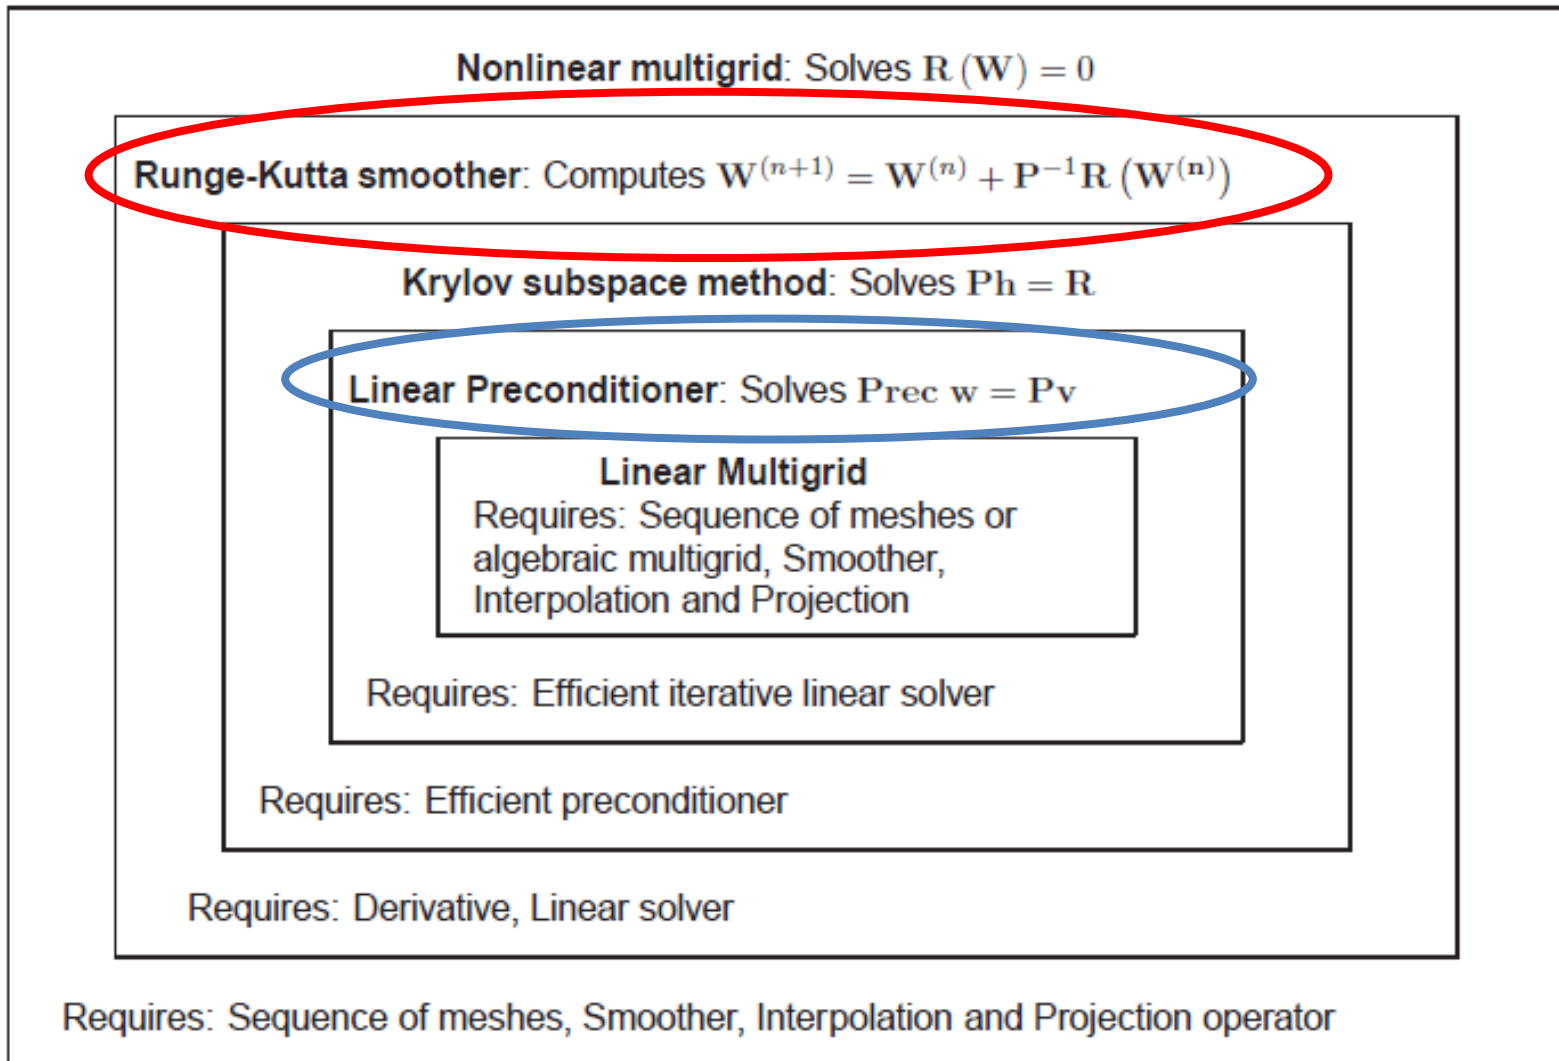 Nonlinear multigrid: Solves R (W) = 0
Runge-Kutta smoother: Computes W^(n+1) = W^(n) + P^−1 R (W^(n))
Krylov subspace method: Solves Ph = R
Linear Preconditioner: Solves Prec w = Pv
Linear Multigrid
Requires: Sequence of meshes or
algebraic multigrid, Smoother,
Interpolation and Projection
Requires: Efficient iterative linear solver
Requires: Efficient preconditioner
Requires: Derivative, Linear solver
Requires: Sequence of meshes, Smoother, Interpolation and Projection operator